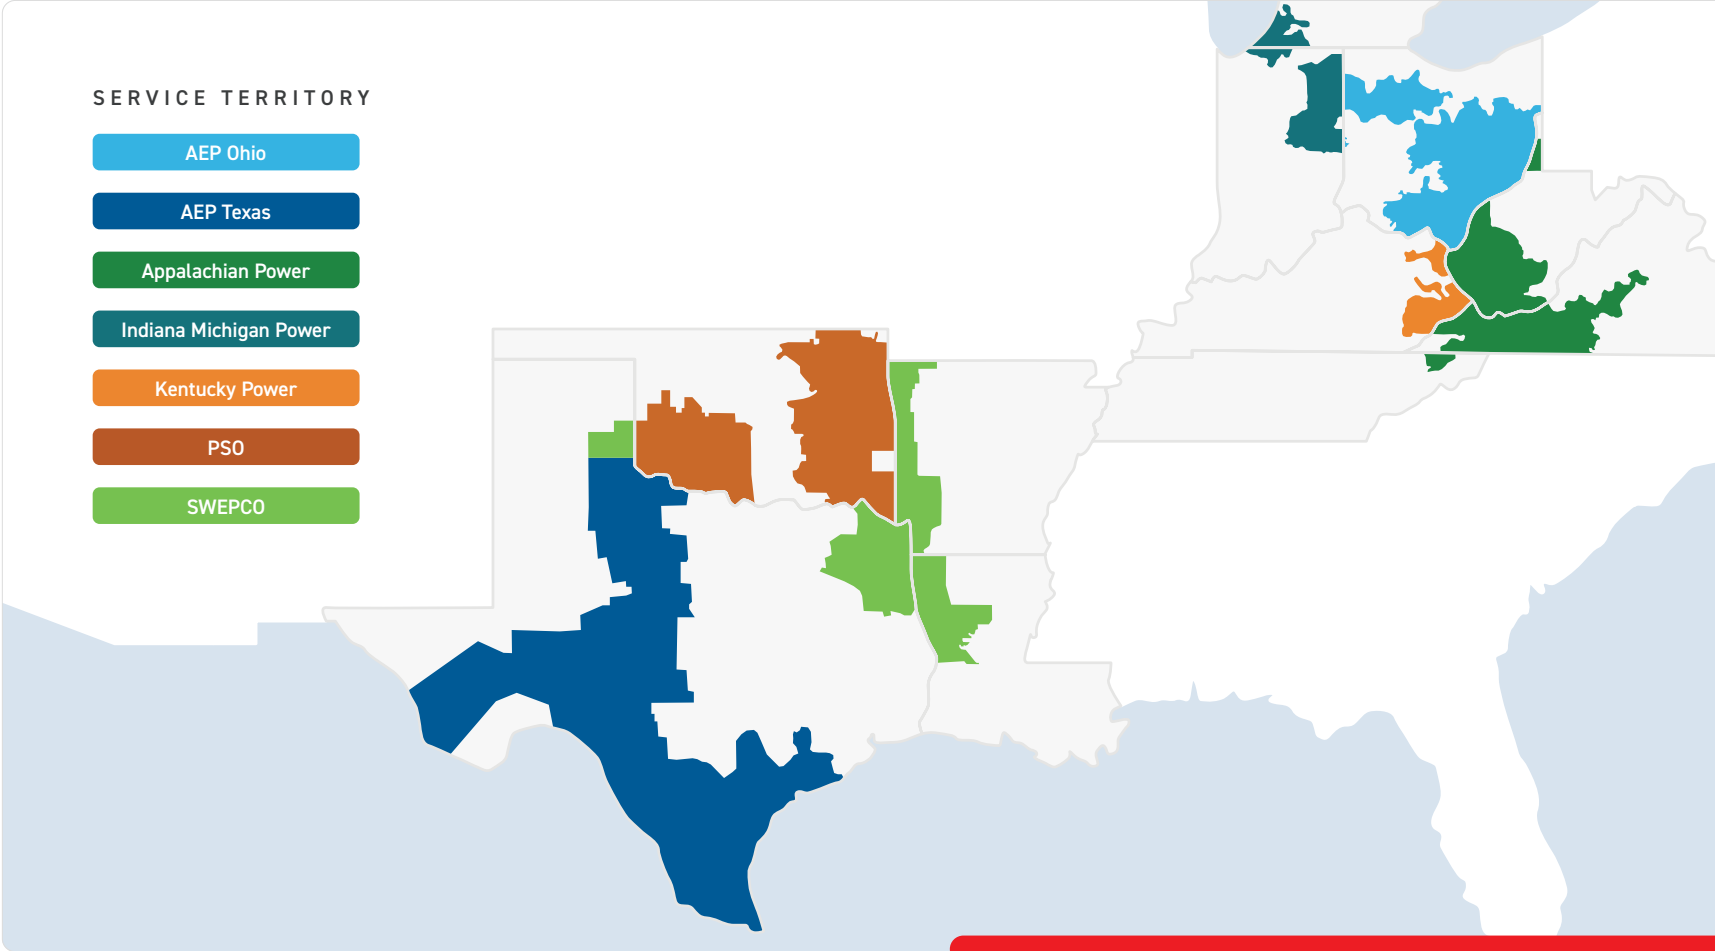 SERVICE TERRITORY
AEP Ohio
AEP Texas
Appalachian Power
Indiana Michigan Power
Kentucky Power
PSO
SWEPCO